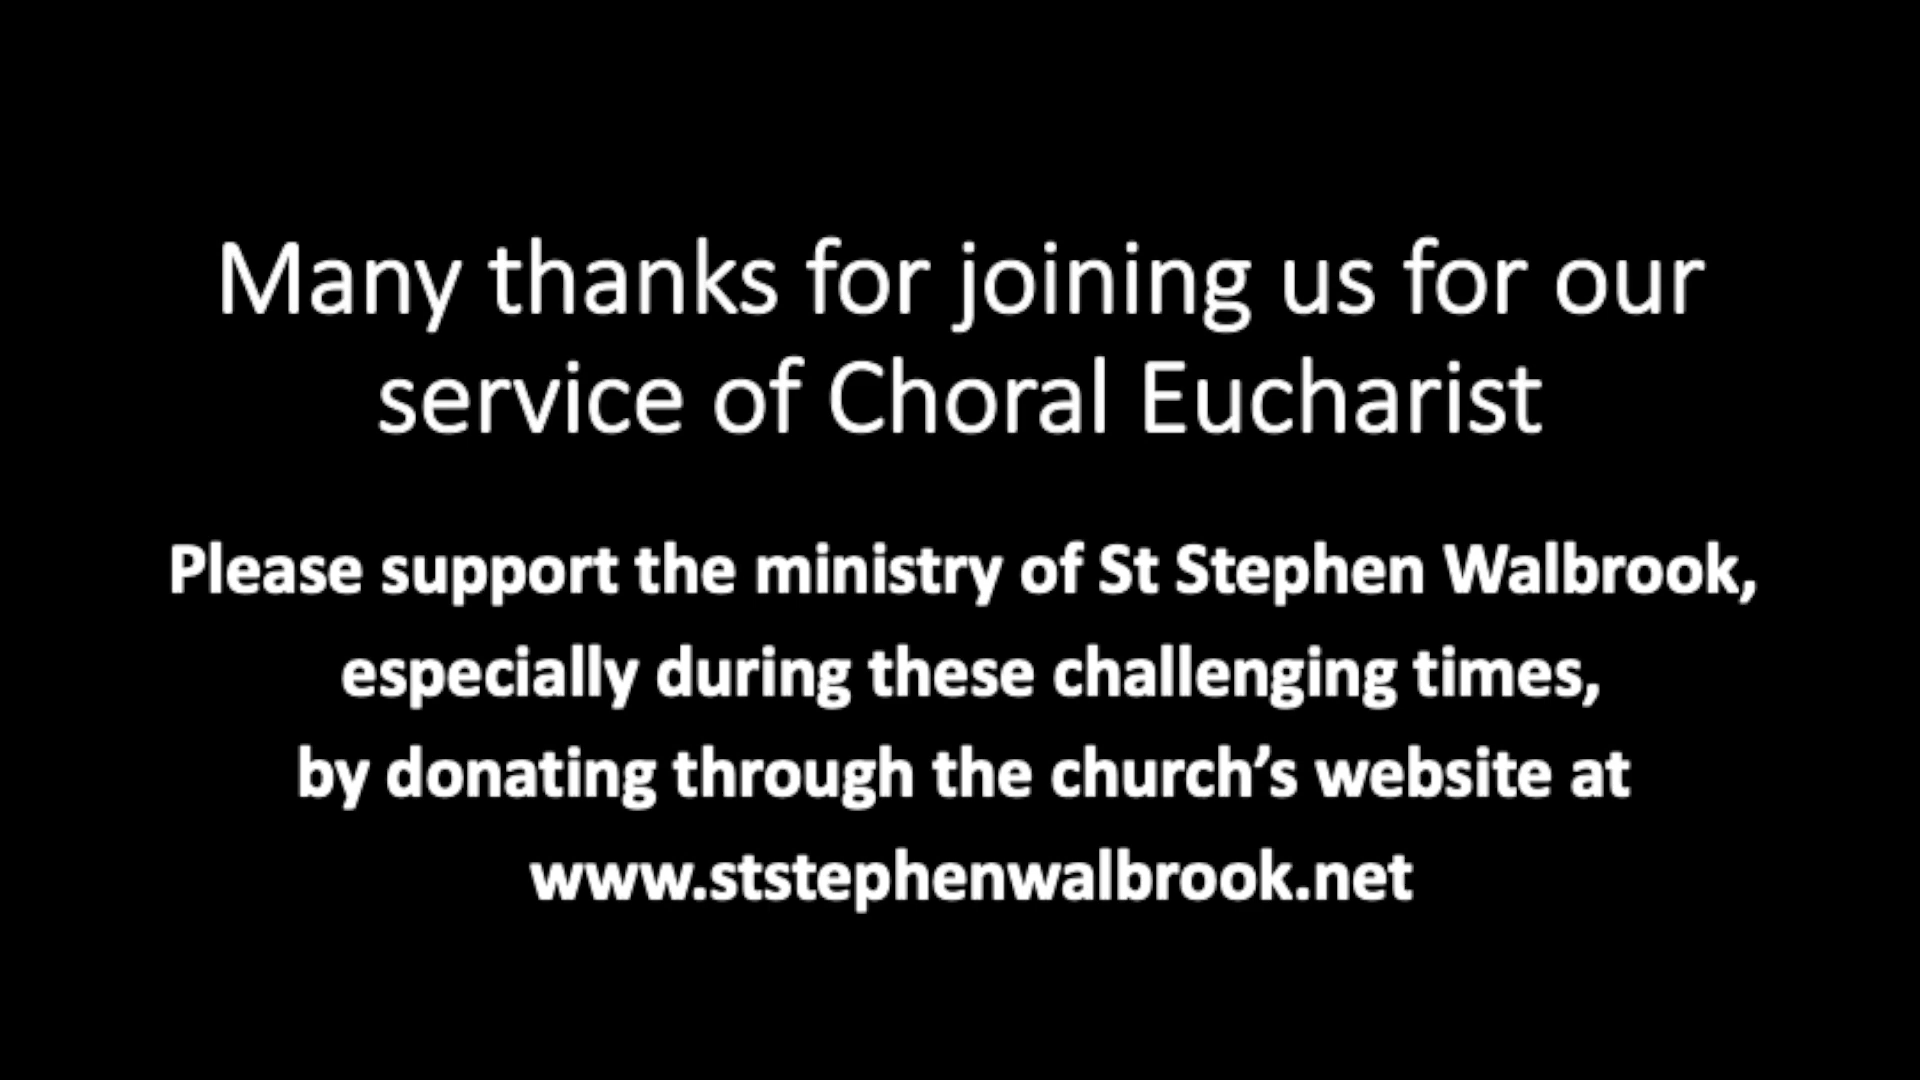 Many thanks for joining us for our
service of Choral Eucharist
Please support the ministry of St Stephen Walbrook,
especially during these challenging times,
by donating through the church’s website at
www.ststephenwalbrook.net